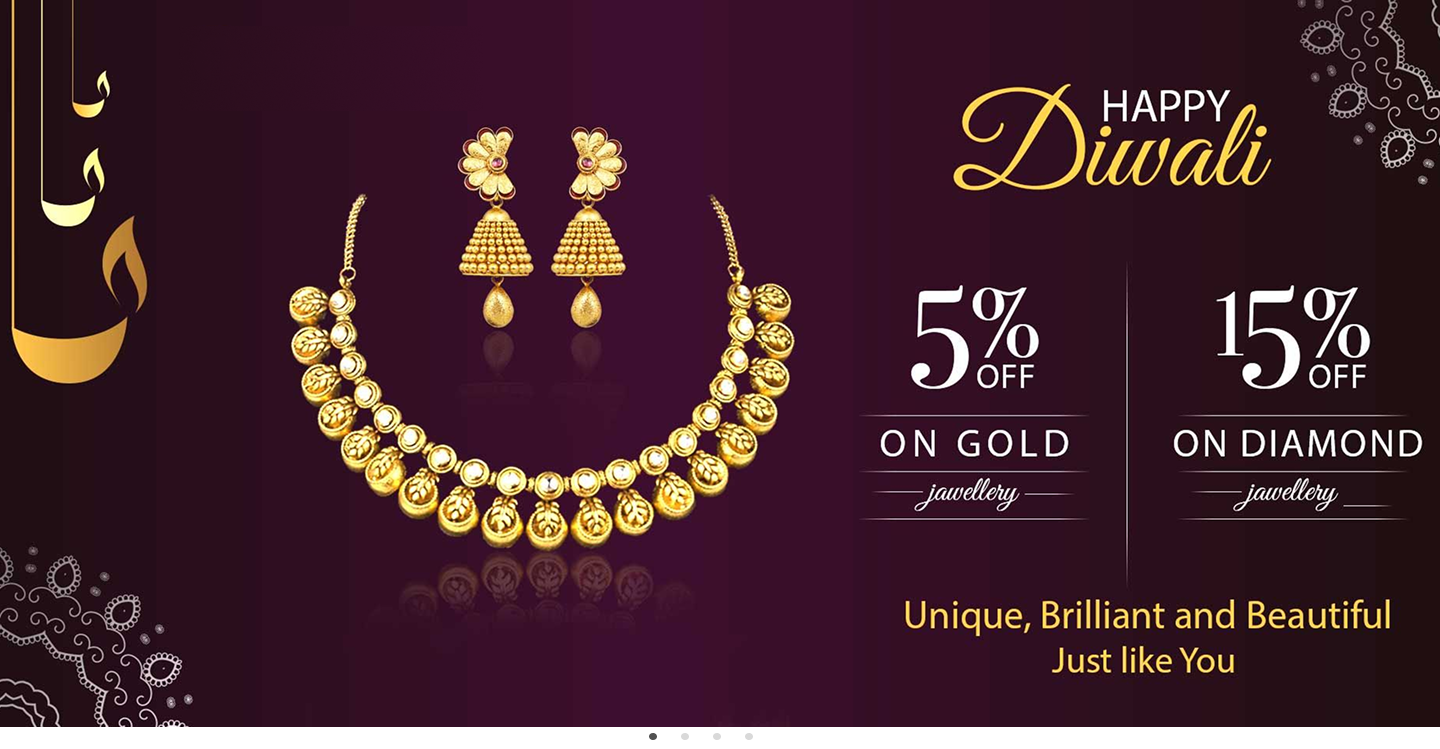 HAPPY
Diwali
5%
OFF
ON GOLD
jawellery
15%
OFF
ON DIAMOND
jawellery
Unique, Brilliant and Beautiful
Just like You